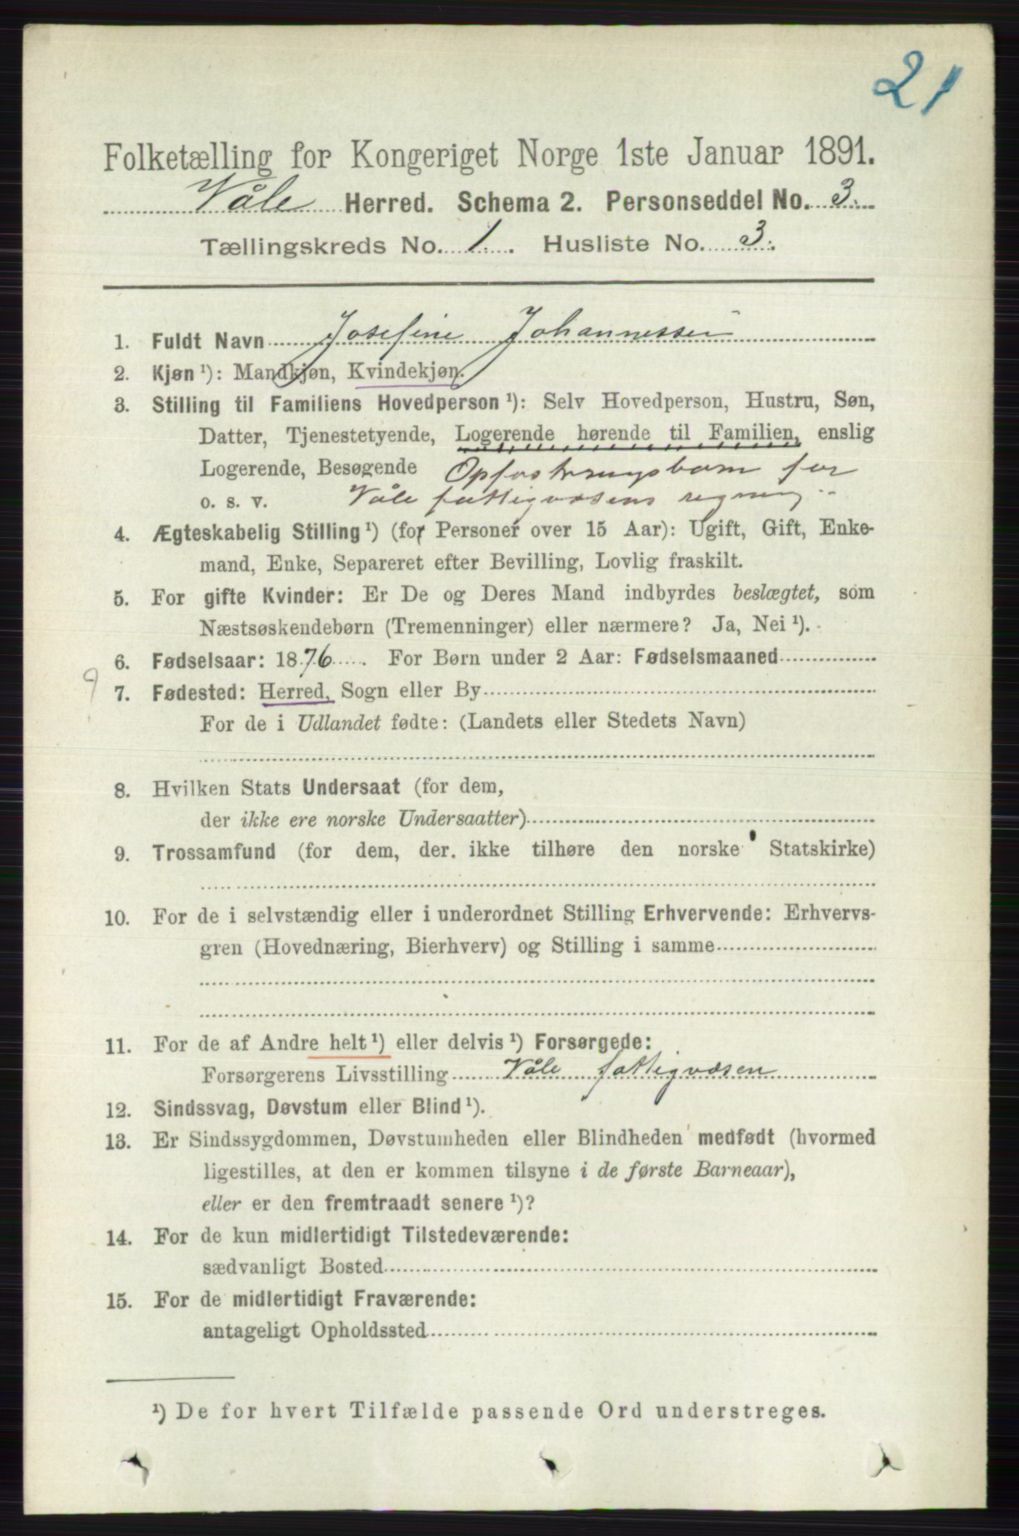 21
Folketælling for Kongeriget Norge 1ste Januar 1891.
Våle Herred. Schema 2. Personseddel No. 3.
Tællingskreds No. 1. Husliste No. 3.
1. Fuldt Navn Josefine Johannessen
2. Kjøn ¹): Mandkjøn, Kvindekjøn.
3. Stilling til Familiens Hovedperson ¹): Selv Hovedperson, Hustru, Søn,
Datter, Tjenestetyende, Logerende hørende til Familien, enslig
Logerende, Besøgende Opfostringsbarn for
o. s. v. Våle fattigvæsens regning
4. Ægteskabelig Stilling ¹) (for Personer over 15 Aar): Ugift, Gift, Enke-
mand, Enke, Separeret efter Bevilling, Lovlig fraskilt.
5. For gifte Kvinder: Er De og Deres Mand indbyrdes beslægtet, som
Næstsøskendebørn (Tremenninger) eller nærmere? Ja, Nei ¹).
6. Fødselsaar: 1876. For Børn under 2 Aar: Fødselsmaaned
9
7. Fødested: Herred, Sogn eller By
For de i Udlandet fødte: (Landets eller Stedets Navn)
8. Hvilken Stats Undersaat (for dem,
der ikke ere norske Undersaatter)
9. Trossamfund (for dem, der. ikke tilhøre den norske Statskirke)
10. For de i selvstændig eller i underordnet Stilling Erhvervende: Erhvervs-
gren (Hovednæring, Bierhverv) og Stilling i samme
11. For de af Andre helt ¹) eller delvis ¹) Forsørgede:
Forsørgerens Livsstilling Våle fattigvæsen
12. Sindssvag, Døvstum eller Blind ¹).
13. Er Sindssygdommen, Døvstumheden eller Blindheden medfødt (hvormed
ligestilles, at den er kommen tilsyne i de første Barneaar),
eller er den fremtraadt senere ¹)?
14. For de kun midlertidigt Tilstedeværende:
sædvanligt Bosted
15. For de midlertidigt Fraværende:
antageligt Opholdssted
¹) De for hvert Tilfælde passende Ord understreges.